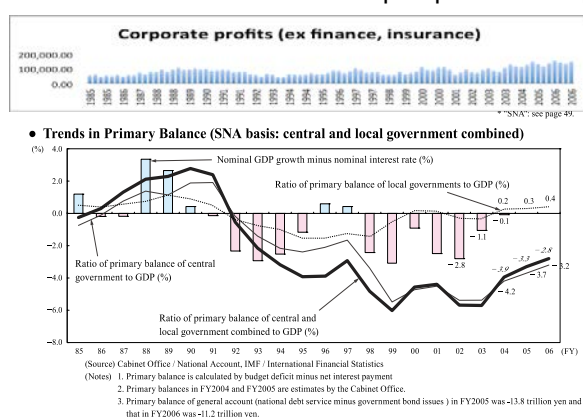 Corporate profits (ex finance, insurance)
200,000.00
100,000.00
0.00
1985 1985 1986 1987 1988 1988 1989 1990 1991 1991 1992 1993 1994 1994 1995 1996 1997 1997 1998 1999 2000 2000 2001 2002 2003 2003 2004 2005 2006 2006
* "SNA": see page 49.
● Trends in Primary Balance (SNA basis: central and local government combined)
(%)
4.0
2.0
0.0
−2.0
−4.0
−6.0
−8.0
Nominal GDP growth minus nominal interest rate (%)
Ratio of primary balance of local governments to GDP (%)
0.2 0.3 0.4
−0.1
−1.1
−2.8
−3.9 −3.3 −2.8
−4.2 −3.7 −3.2
Ratio of primary balance of central
government to GDP (%)
Ratio of primary balance of central and
local government combined to GDP (%)
85 86 87 88 89 90 91 92 93 94 95 96 97 98 99 00 01 02 03 04 05 06 (FY)
(Source) Cabinet Office / National Account, IMF / International Financial Statistics
(Notes) 1. Primary balance is calculated by budget deficit minus net interest payment
2. Primary balances in FY2004 and FY2005 are estimates by the Cabinet Office.
3. Primary balance of general account (national debt service minus government bond issues ) in FY2005 was -13.8 trillion yen and
that in FY2006 was -11.2 trillion yen.